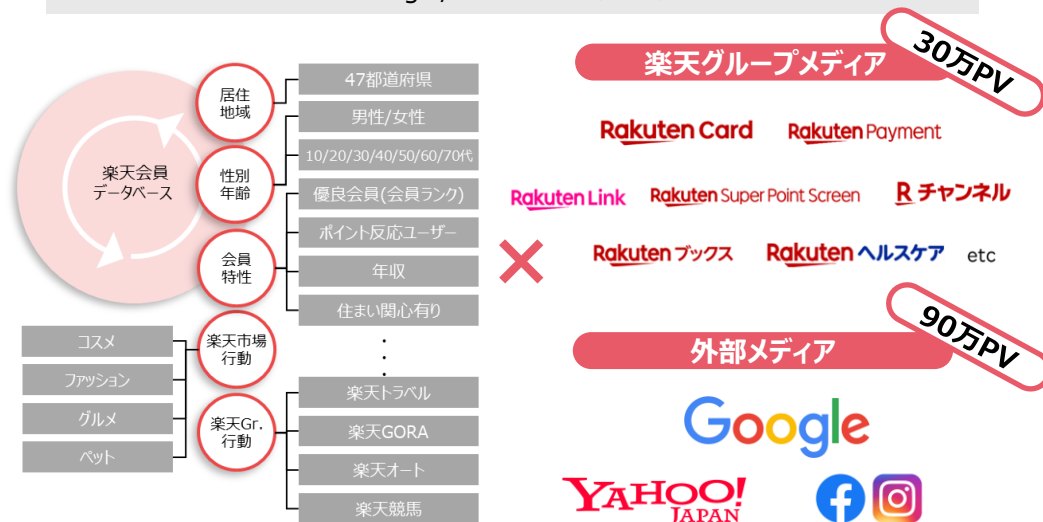 楽天会員
データベース
居住
地域
47都道府県
性別
年齢
男性/女性
10/20/30/40/50/60/70代
会員
特性
優良会員(会員ランク)
ポイント反応ユーザー
年収
住まい関心有り
・
・
・
楽天市場
行動
コスメ
ファッション
グルメ
ペット
楽天Gr.
行動
楽天トラベル
楽天GORA
楽天オート
楽天競馬
楽天グループメディア
30万PV
Rakuten Card
Rakuten Payment
Rakuten Link
Rakuten Super Point Screen
R チャンネル
Rakuten ブックス
Rakuten ヘルスケア
etc
外部メディア
90万PV
Google
YAHOO!
JAPAN